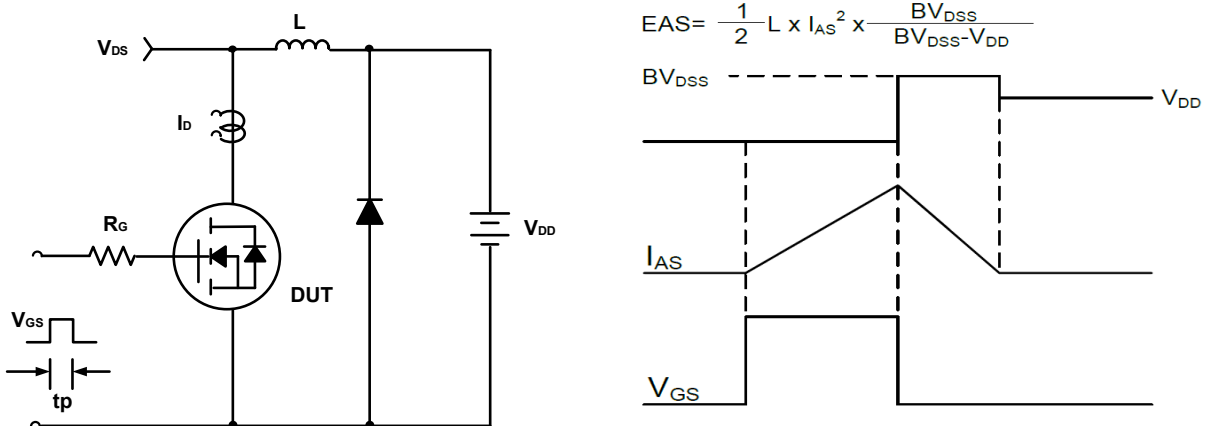 L
VDS
ID
RG
VDD
DUT
VGS
tp
EAS= 1/2 L x IAS² x BVDSS/BVDSS-VDD
BVDSS
VDD
IAS
VGS